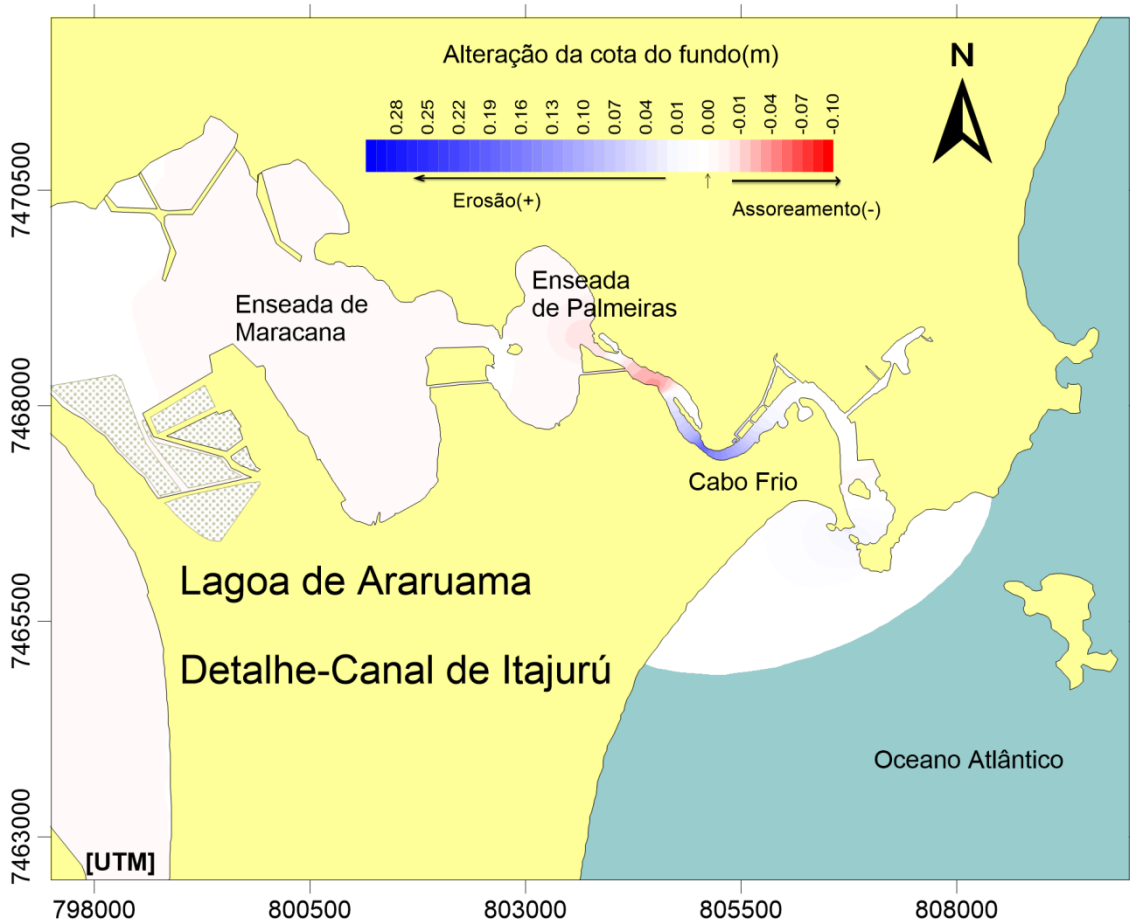 Alteração da cota do fundo(m)
N
0.28 0.25 0.22 0.19 0.16 0.13 0.10 0.07 0.04 0.01 0.00 -0.01 -0.04 -0.07 -0.10
Erosão(+)
Assoreamento(-)
7470500
Enseada
de Palmeiras
Enseada de
Maracana
7468000
Cabo Frio
Lagoa de Araruama
7465500
Detalhe-Canal de Itajurú
Oceano Atlântico
7463000
[UTM]
798000 800500 803000 805500 808000